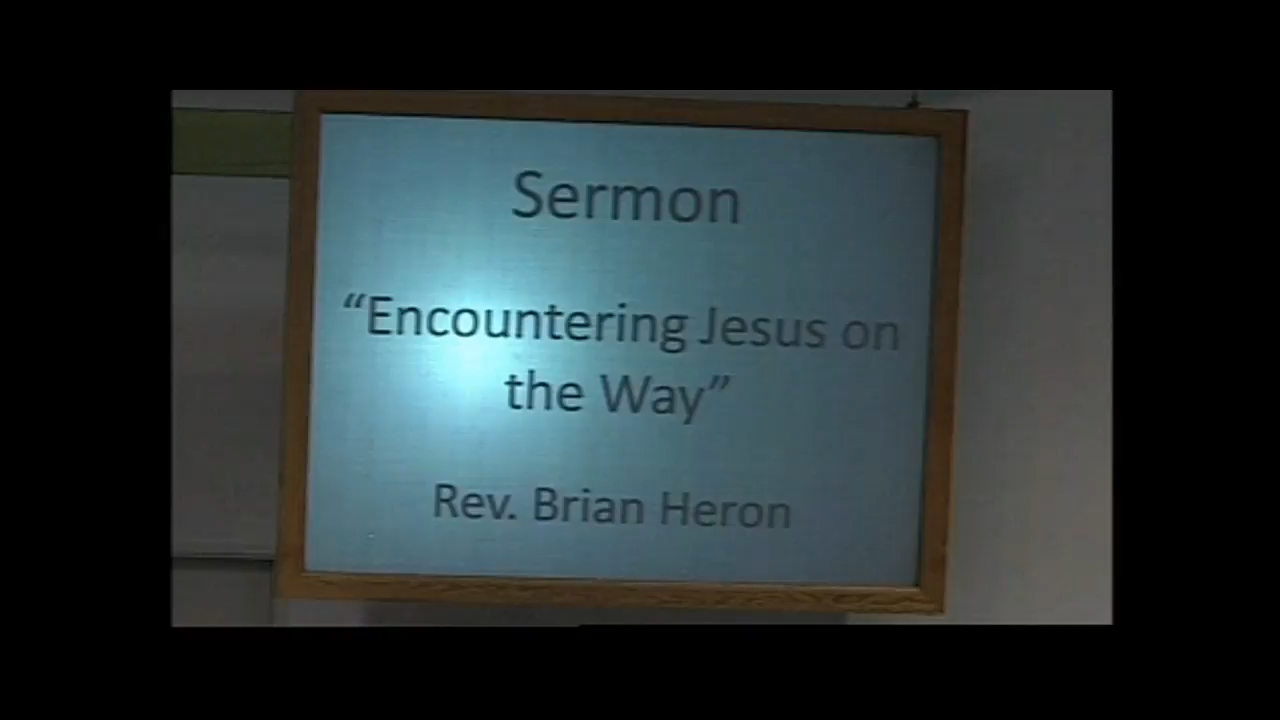 Sermon
“Encountering Jesus on
the Way”
Rev. Brian Heron